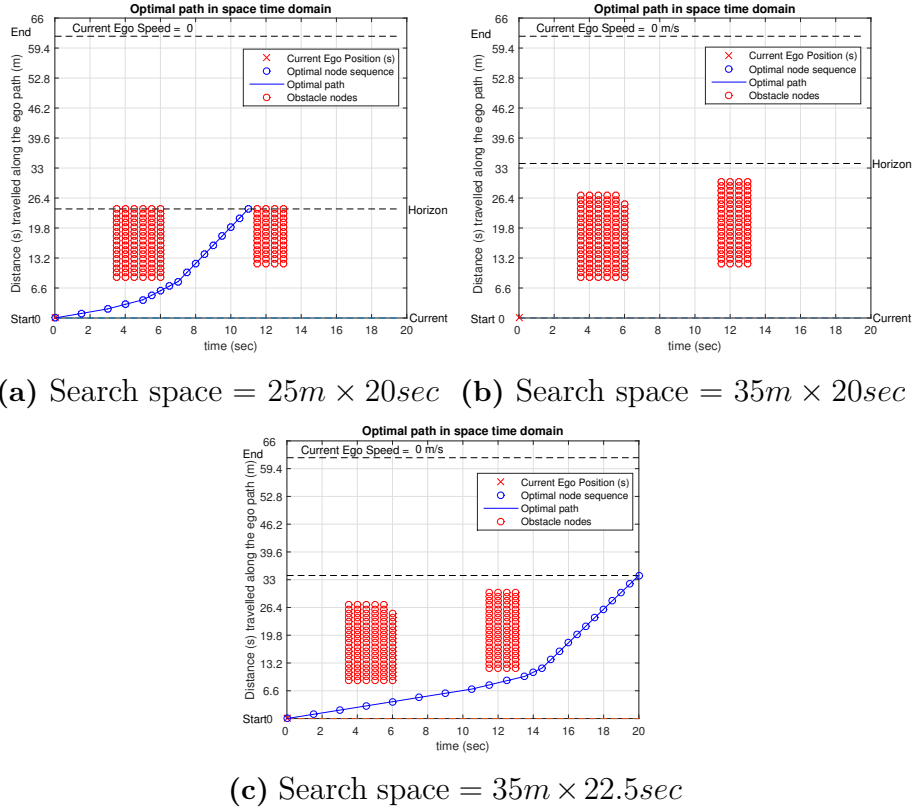 Optimal path in space time domain
Current Ego Speed = 0
End
Distance (s) travelled along the ego path (m)
66
59.4
52.8
46.2
39.6
33
26.4
19.8
13.2
6.6
Start0
Current Ego Position (s)
Optimal node sequence
Optimal path
Obstacle nodes
Horizon
Current
0 2 4 6 8 10 12 14 16 18 20
time (sec)
(a) Search space = 25m × 20sec
Optimal path in space time domain
Current Ego Speed = 0 m/s
End
Distance (s) travelled along the ego path (m)
66
59.4
52.8
46.2
39.6
33
26.4
19.8
13.2
6.6
Start 0
Current Ego Position (s)
Optimal node sequence
Optimal path
Obstacle nodes
Horizon
Current
0 2 4 6 8 10 12 14 16 18 20
time (sec)
(b) Search space = 35m × 20sec
Optimal path in space time domain
Current Ego Speed = 0 m/s
End
Distance (s) travelled along the ego path (m)
66
59.4
52.8
46.2
39.6
33
26.4
19.8
13.2
6.6
Start0
Current Ego Position (s)
Optimal node sequence
Optimal path
Obstacle nodes
0 2 4 6 8 10 12 14 16 18 20
time (sec)
(c) Search space = 35m × 22.5sec